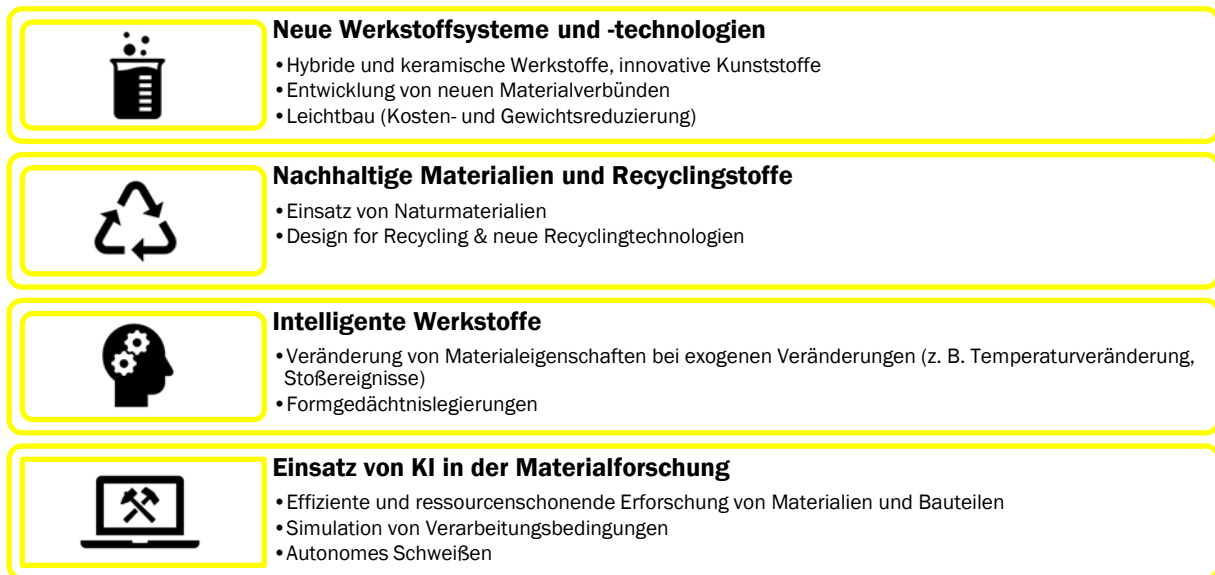 Neue Werkstoffsysteme und -technologien
•Hybride und keramische Werkstoffe, innovative Kunststoffe
•Entwicklung von neuen Materialverbünden
•Leichtbau (Kosten- und Gewichtsreduzierung)
Nachhaltige Materialien und Recyclingstoffe
•Einsatz von Naturmaterialien
•Design for Recycling & neue Recyclingtechnologien
Intelligente Werkstoffe
•Veränderung von Materialeigenschaften bei exogenen Veränderungen (z. B. Temperaturveränderung,
Stoßereignisse)
•Formgedächtnislegierungen
Einsatz von KI in der Materialforschung
•Effiziente und ressourcenschonende Erforschung von Materialien und Bauteilen
•Simulation von Verarbeitungsbedingungen
•Autonomes Schweißen